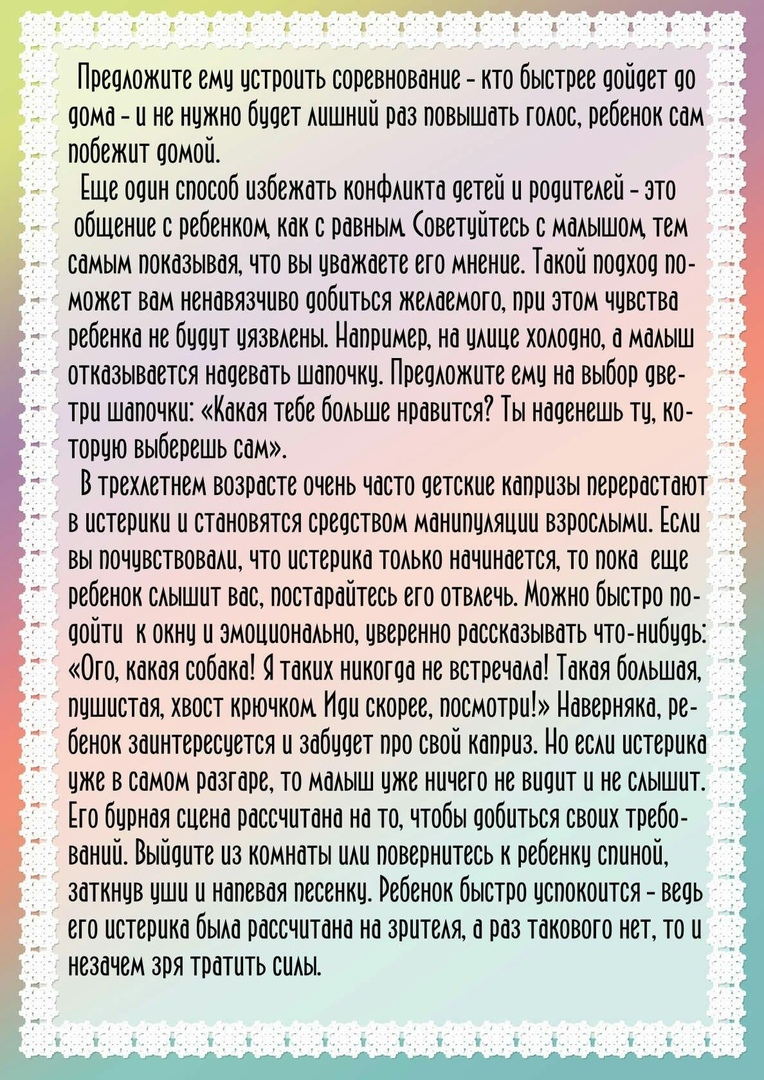 Предложите ему устроить соревнование – кто быстрее дойдет до
дома – и не нужно будет лишний раз повышать голос, ребенок сам
побежит домой.
Еще один способ избежать конфликта детей и родителей – это
общение с ребенком, как с равным. Советуйтесь с малышом, тем
самым показывая, что вы уважаете его мнение. Такой подход по-
может вам ненавязчиво добиться желаемого, при этом чувства
ребенка не будут уязвлены. Например, на улице холодно, а малыш
отказывается надевать шапочку. Предложите ему на выбор две-
три шапочки: «Какая тебе больше нравится? Ты наденешь ту, ко-
торую выберешь сам».
В трехлетнем возрасте очень часто детские капризы перерастают
в истерики и становятся средством манипуляции взрослыми. Если
вы почувствовали, что истерика только начинается, то пока еще
ребенок слышит вас, постарайтесь его отвлечь. Можно быстро по-
дойти к окну и эмоционально, уверенно рассказывать что-нибудь:
«Ого, какая собака! Я таких никогда не встречала! Такая большая,
пушистая, хвост крючком. Иди скорее, посмотри!» Наверняка, ре-
бенок заинтересуется и забудет про свой каприз. Но если истерика
уже в самом разгаре, то малыш уже ничего не видит и не слышит.
Его бурная сцена рассчитана на то, чтобы добиться своих требо-
ваний. Выйдите из комнаты или повернитесь к ребенку спиной,
заткнув уши и напевая песенку. Ребенок быстро успокоится – ведь
его истерика была рассчитана на зрителя, а раз такового нет, то и
незачем зря тратить силы.